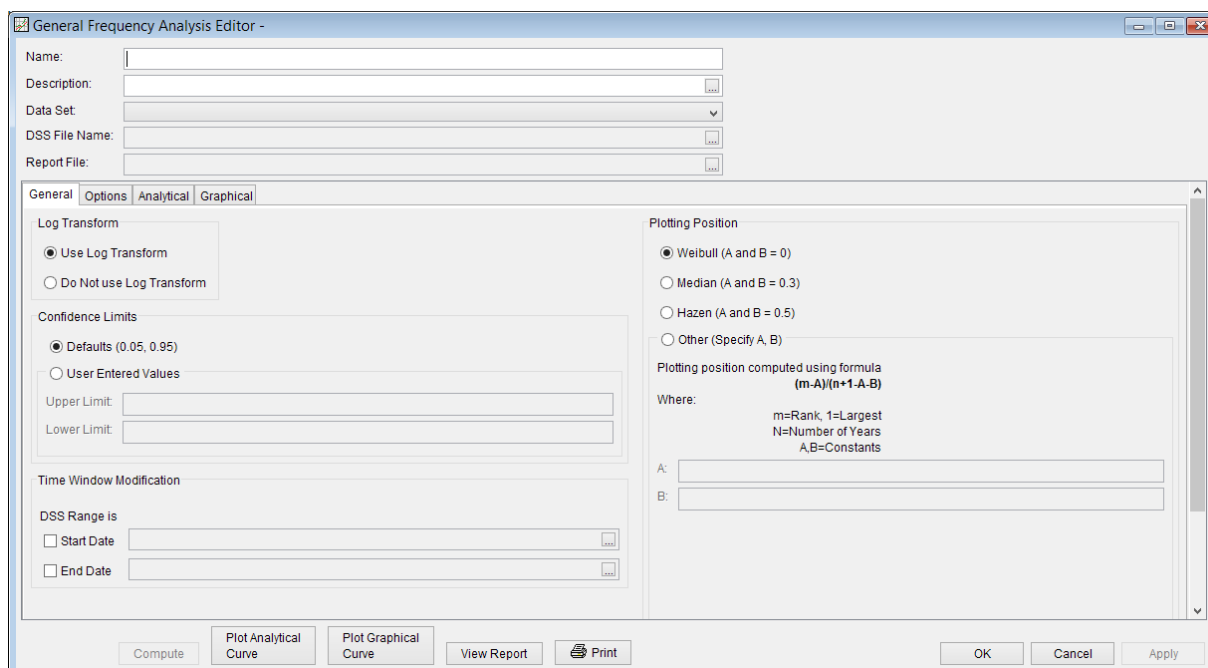 General Frequency Analysis Editor -
Name:
Description:
...
Data Set:
DSS File Name:
...
Report File:
...
General Options Analytical Graphical
Log Transform
Use Log Transform
Do Not use Log Transform
Confidence Limits
Defaults (0.05, 0.95)
User Entered Values
Upper Limit:
Lower Limit:
Time Window Modification
DSS Range is
Start Date
...
End Date
...
Plotting Position
Weibull (A and B = 0)
Median (A and B = 0.3)
Hazen (A and B = 0.5)
Other (Specify A, B)
Plotting position computed using formula
(m-A)/(n+1-A-B)
Where:
m=Rank, 1=Largest
N=Number of Years
A,B=Constants
A:
B:
Compute
Plot Analytical
Curve
Plot Graphical
Curve
View Report
Print
OK
Cancel
Apply